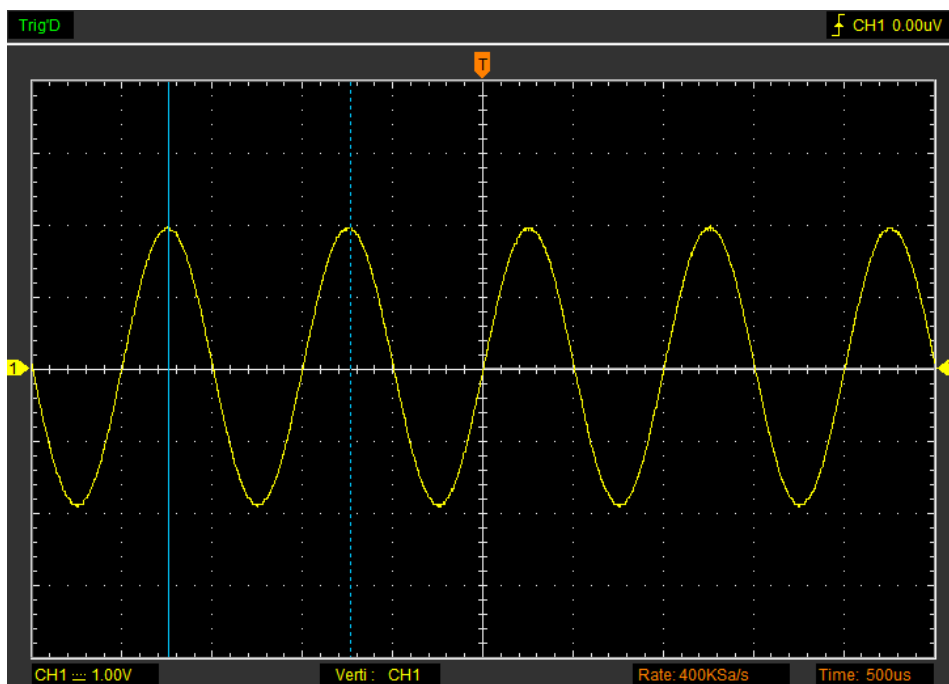 Trig'D
CH1 0.00uV
T
1
CH1 1.00V
Verti : CH1
Rate: 400KSa/s
Time: 500us